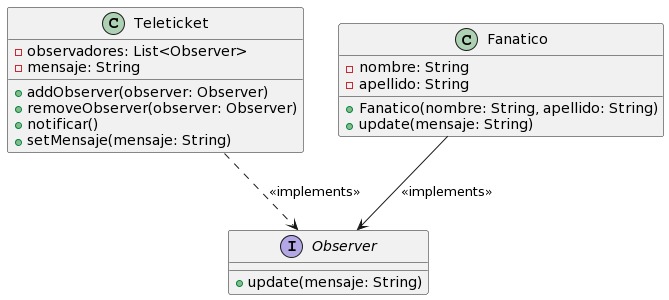 C Teleticket
observadores: List<Observer>
mensaje: String
addObserver(observer: Observer)
removeObserver(observer: Observer)
notificar()
setMensaje(mensaje: String)
C Fanatico
nombre: String
apellido: String
Fanatico(nombre: String, apellido: String)
update(mensaje: String)
«implements»
«implements»
I Observer
update(mensaje: String)